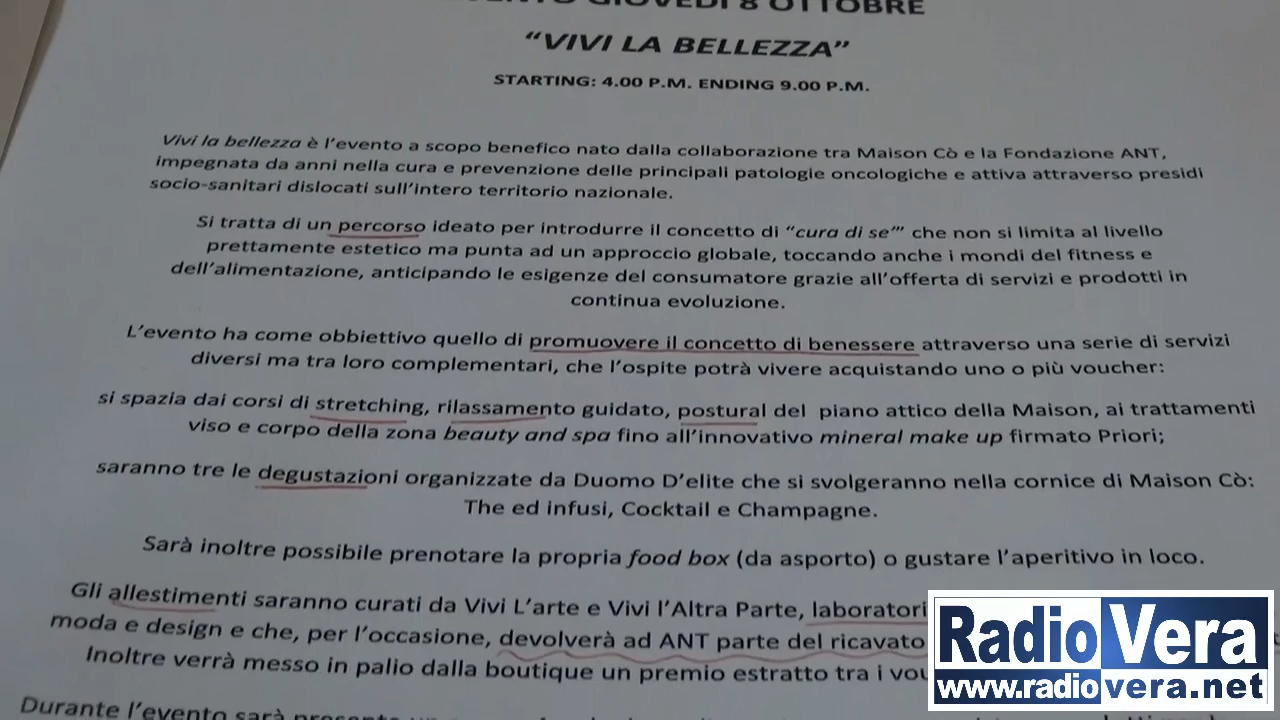 GIOVEDÌ 8 OTTOBRE
“VIVI LA BELLEZZA”
STARTING: 4.00 P.M. ENDING 9.00 P.M.
Vivi la bellezza è l’evento a scopo benefico nato dalla collaborazione tra Maison Cò e la Fondazione ANT,
impegnata da anni nella cura e prevenzione delle principali patologie oncologiche e attiva attraverso presidi
socio-sanitari dislocati sull’intero territorio nazionale.
Si tratta di un percorso ideato per introdurre il concetto di “cura di se’” che non si limita al livello
prettamente estetico ma punta ad un approccio globale, toccando anche i mondi del fitness e
dell’alimentazione, anticipando le esigenze del consumatore grazie all’offerta di servizi e prodotti in
continua evoluzione.
L’evento ha come obbiettivo quello di promuovere il concetto di benessere attraverso una serie di servizi
diversi ma tra loro complementari, che l’ospite potrà vivere acquistando uno o più voucher:
si spazia dai corsi di stretching, rilassamento guidato, postural del piano attico della Maison, ai trattamenti
viso e corpo della zona beauty and spa fino all’innovativo mineral make up firmato Priori;
saranno tre le degustazioni organizzate da Duomo D’elite che si svolgeranno nella cornice di Maison Cò:
The ed infusi, Cocktail e Champagne.
Sarà inoltre possibile prenotare la propria food box (da asporto) o gustare l’aperitivo in loco.
Gli allestimenti saranno curati da Vivi L’arte e Vivi l’Altra Parte, laboratori
moda e design e che, per l’occasione, devolverà ad ANT parte del ricavato
Inoltre verrà messo in palio dalla boutique un premio estratto tra i
Durante l’evento sarà
Radio Vera
www.radiovera.net